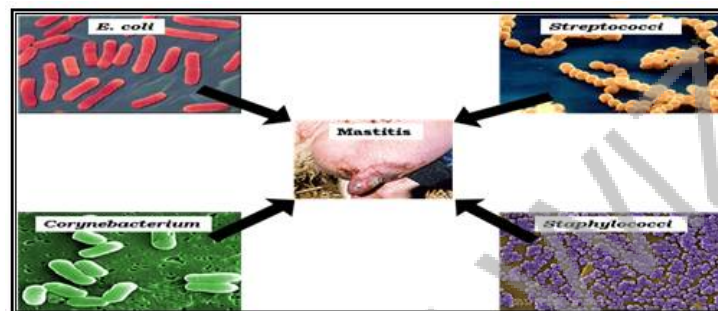 E. coli
Streptococci
Mastitis
Corynebacterium
Staphylococci